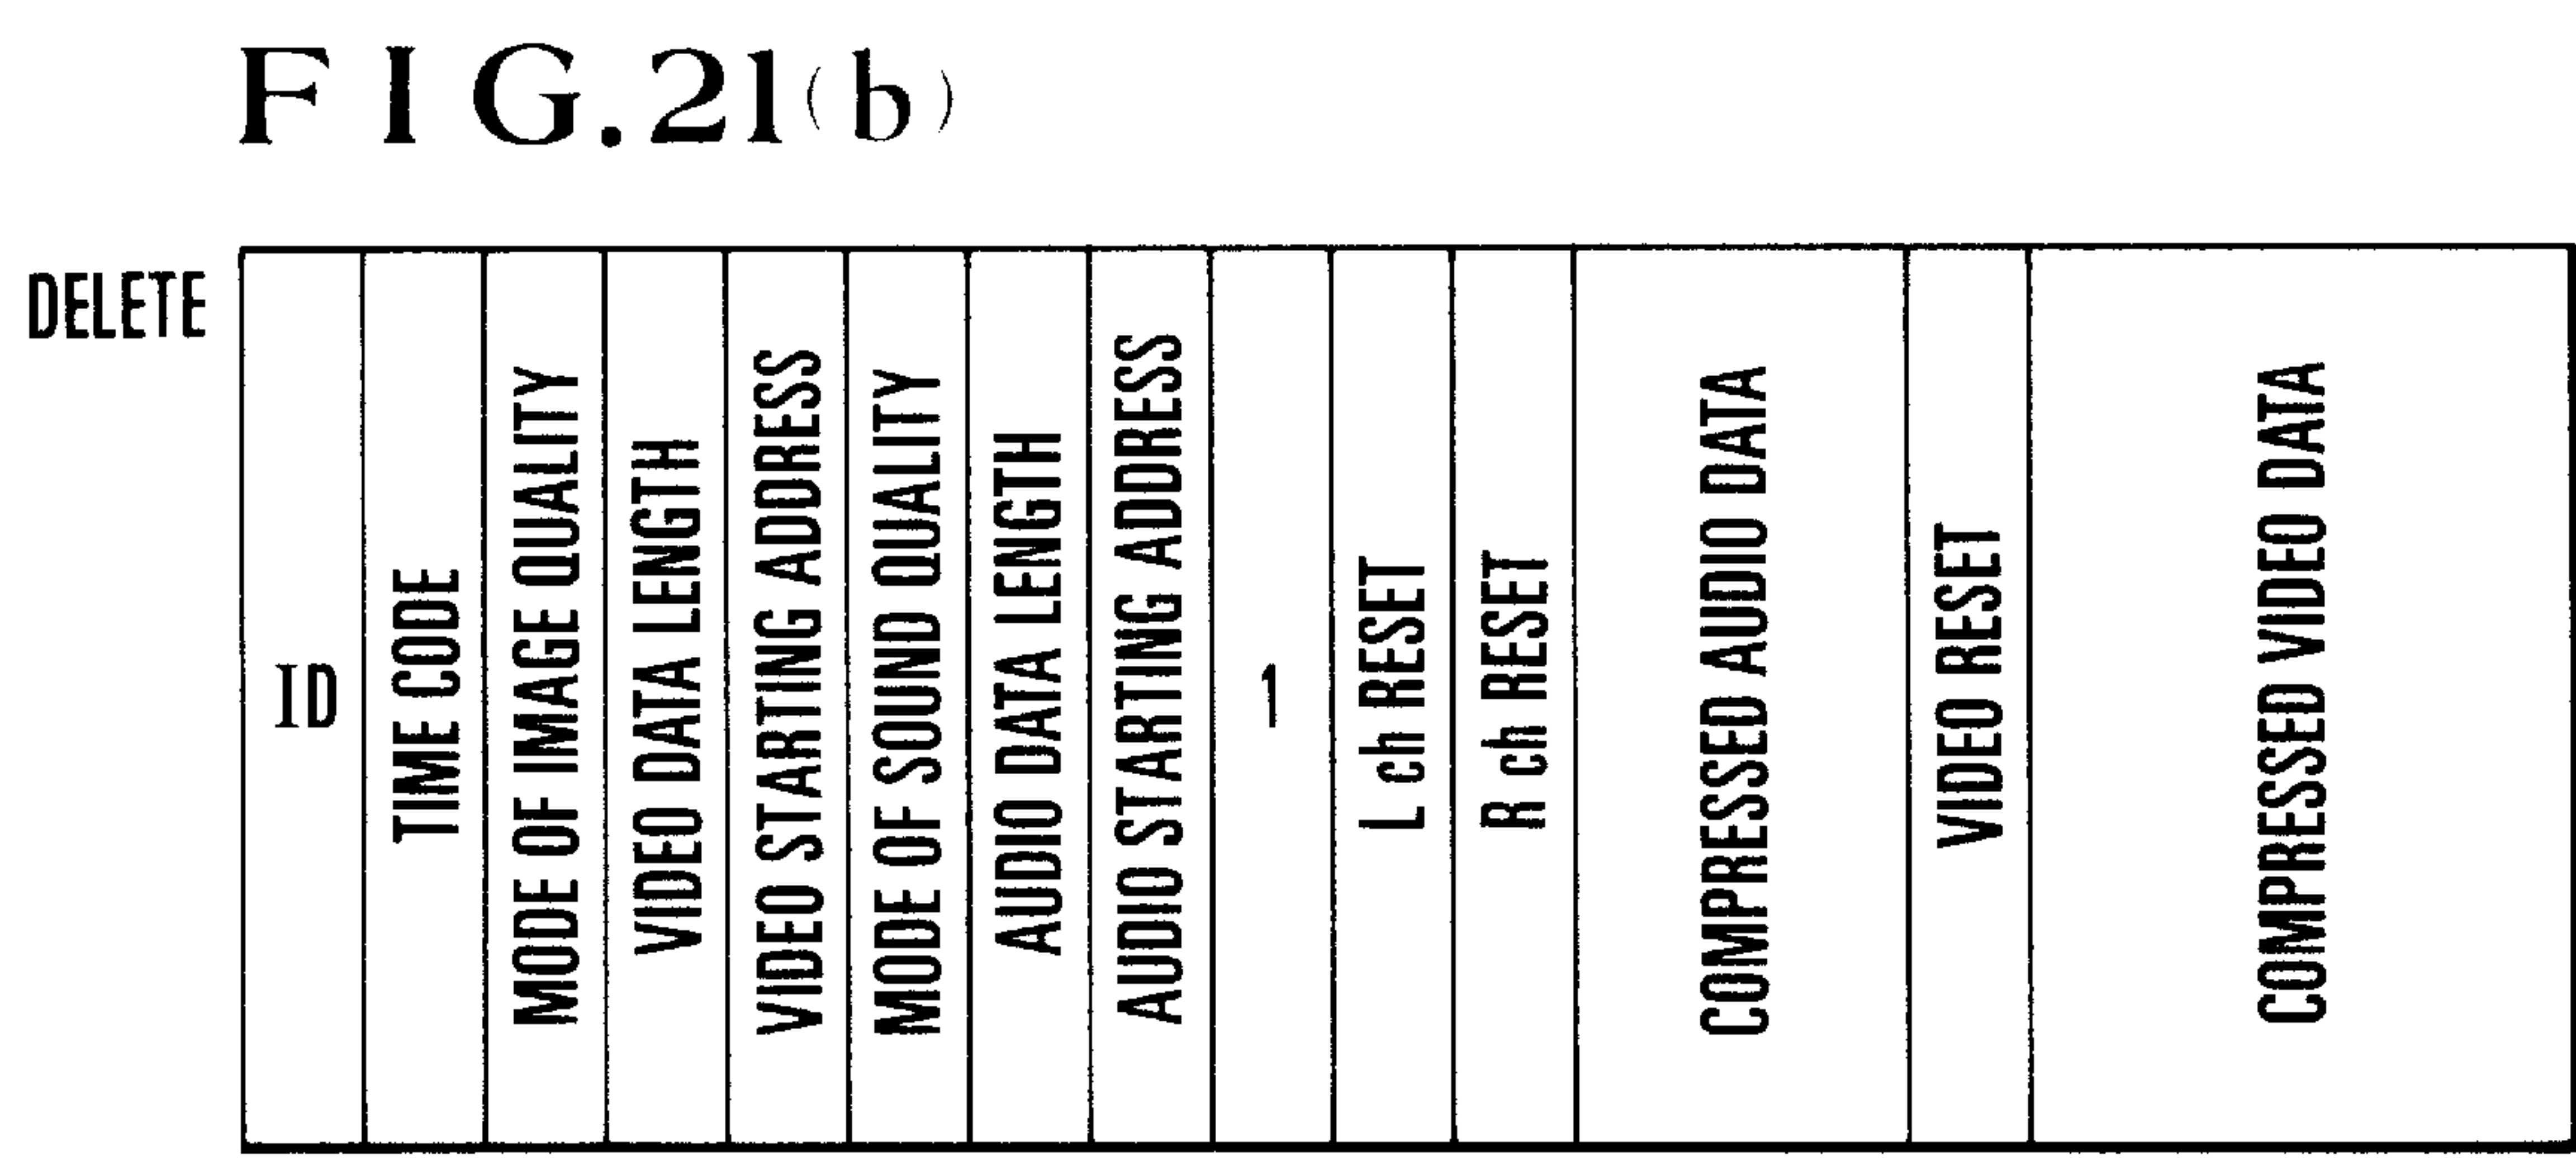 FIG.21(b)
DELETE
ID
TIME CODE
MODE OF IMAGE QUALITY
VIDEO DATA LENGTH
VIDEO STARTING ADDRESS
MODE OF SOUND QUALITY
AUDIO DATA LENGTH
AUDIO STARTING ADDRESS
1
L ch RESET
R ch RESET
COMPRESSED AUDIO DATA
VIDEO RESET
COMPRESSED VIDEO DATA